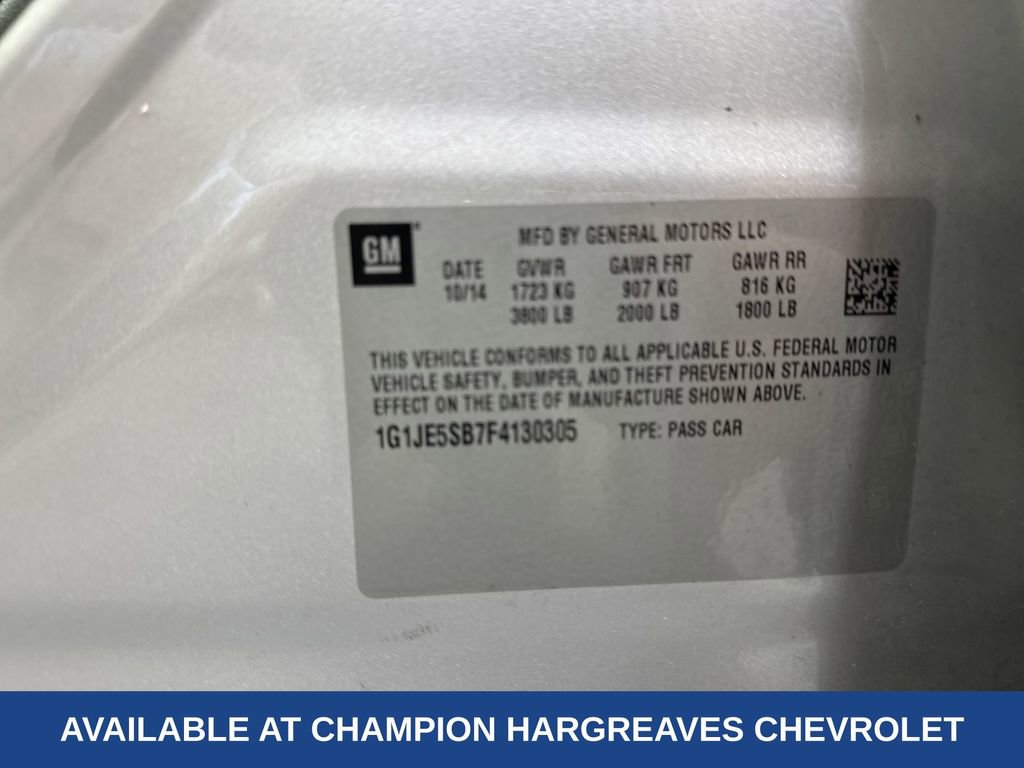 GM
MFD BY GENERAL MOTORS LLC
DATE GVWR GAWR FRT GAWR RR
10/14 1723 KG 907 KG 816 KG
3800 LB 2000 LB 1800 LB
THIS VEHICLE CONFORMS TO ALL APPLICABLE U.S. FEDERAL MOTOR
VEHICLE SAFETY, BUMPER, AND THEFT PREVENTION STANDARDS IN
EFFECT ON THE DATE OF MANUFACTURE SHOWN ABOVE.
1G1JE5SB7F4130305 TYPE: PASS CAR
AVAILABLE AT CHAMPION HARGREAVES CHEVROLET